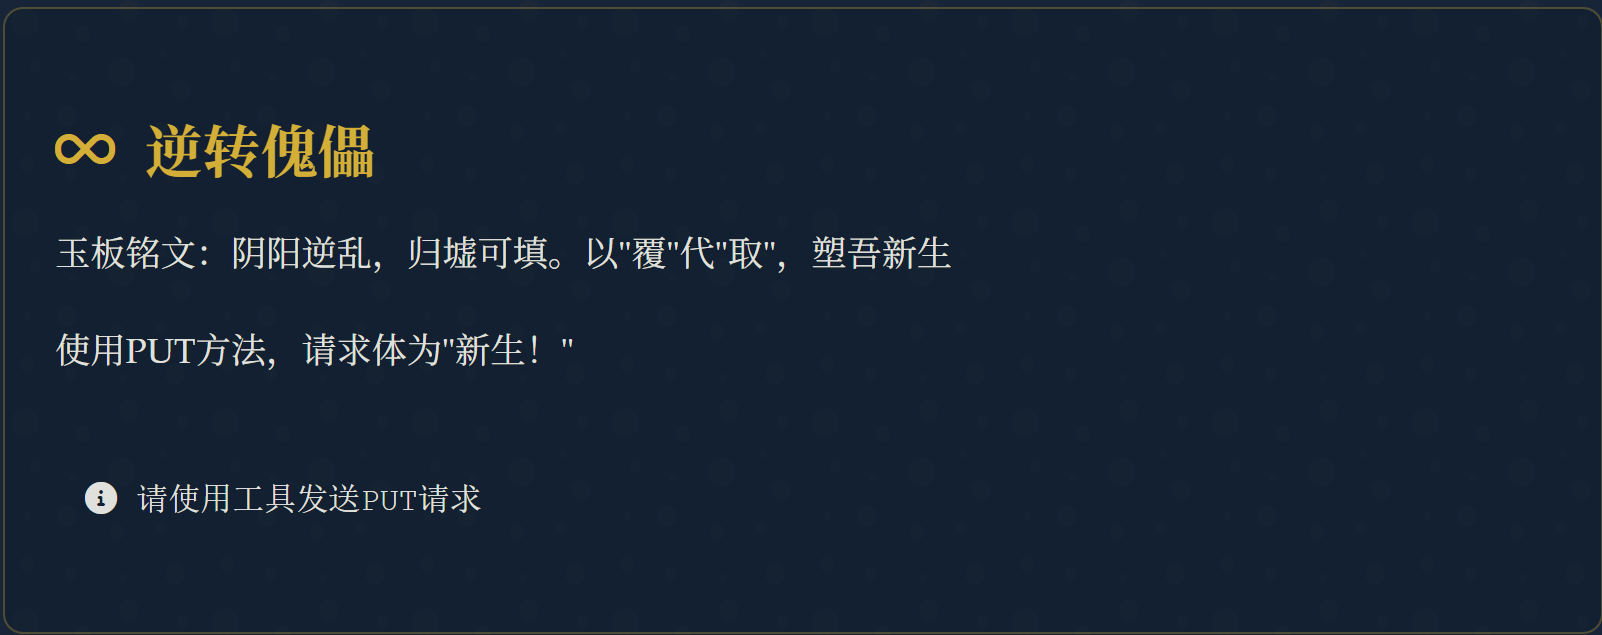 逆转傀儡
玉板铭文：阴阳逆乱，归墟可填。以"覆"代"取"，塑吾新生
使用PUT方法，请求体为"新生！"
请使用工具发送PUT请求